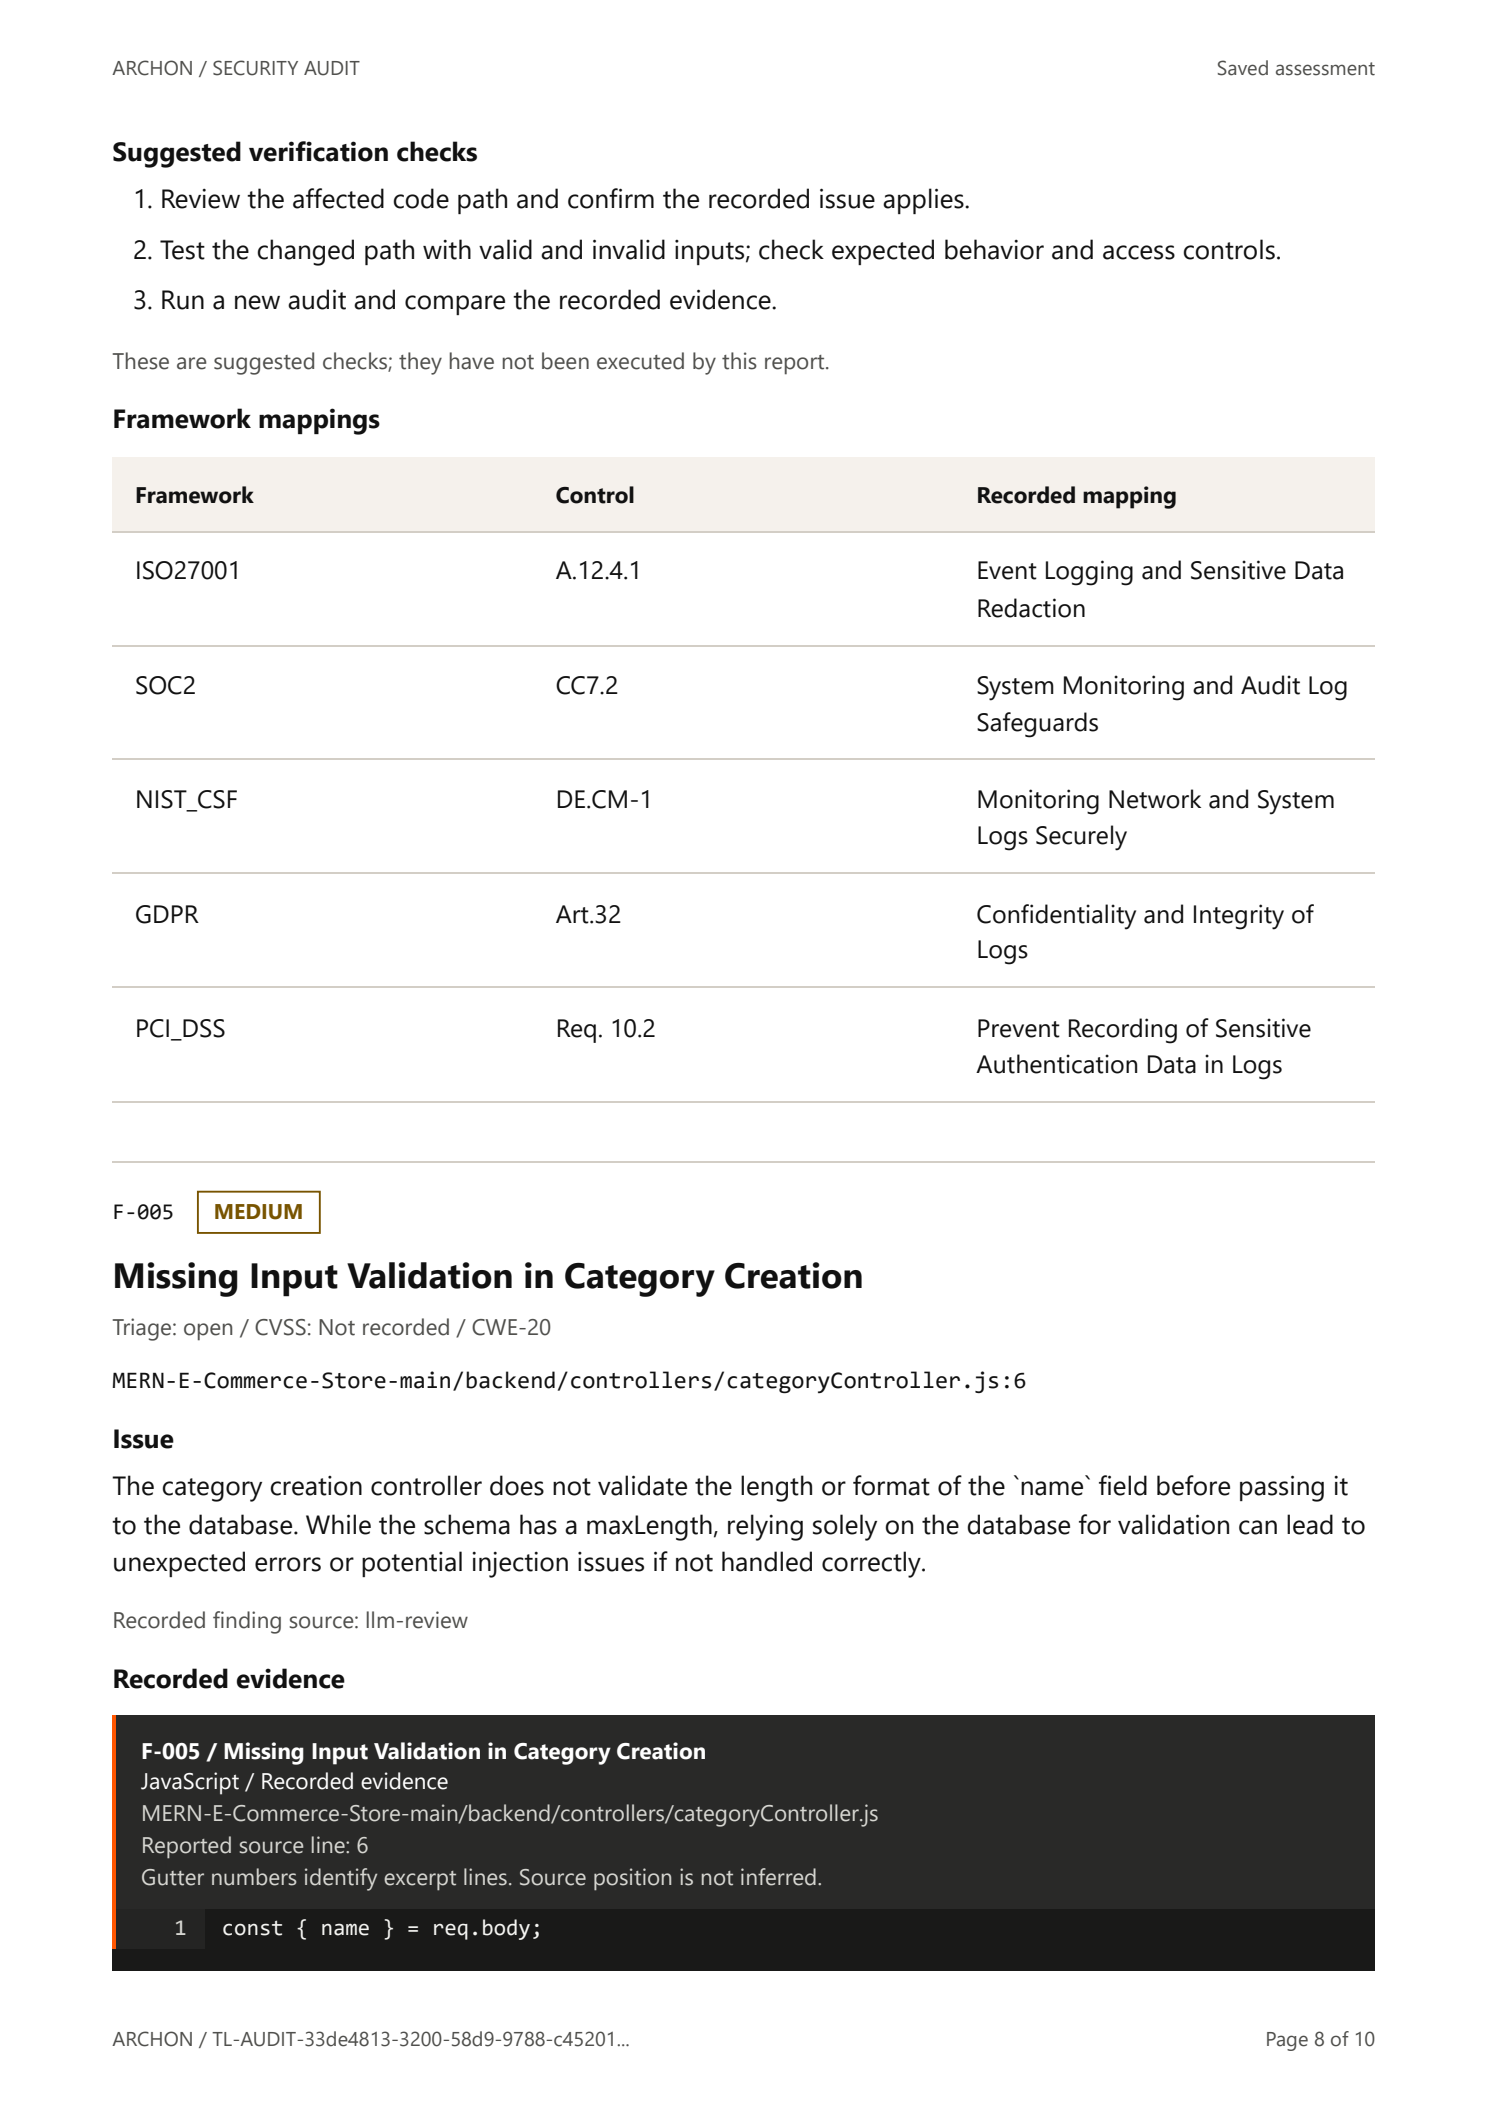 ARCHON / SECURITY AUDIT
Saved assessment
Suggested verification checks
1. Review the affected code path and confirm the recorded issue applies.
2. Test the changed path with valid and invalid inputs; check expected behavior and access controls.
3. Run a new audit and compare the recorded evidence.
These are suggested checks; they have not been executed by this report.
Framework mappings
Framework Control Recorded mapping
ISO27001 A.12.4.1 Event Logging and Sensitive Data
Redaction
SOC2 CC7.2 System Monitoring and Audit Log
Safeguards
NIST_CSF DE.CM-1 Monitoring Network and System
Logs Securely
GDPR Art.32 Confidentiality and Integrity of
Logs
PCI_DSS Req. 10.2 Prevent Recording of Sensitive
Authentication Data in Logs
F-005 MEDIUM
Missing Input Validation in Category Creation
Triage: open / CVSS: Not recorded / CWE-20
MERN-E-Commerce-Store-main/backend/controllers/categoryController.js:6
Issue
The category creation controller does not validate the length or format of the `name` field before passing it
to the database. While the schema has a maxLength, relying solely on the database for validation can lead to
unexpected errors or potential injection issues if not handled correctly.
Recorded finding source: llm-review
Recorded evidence
F-005 / Missing Input Validation in Category Creation
JavaScript / Recorded evidence
MERN-E-Commerce-Store-main/backend/controllers/categoryController.js
Reported source line: 6
Gutter numbers identify excerpt lines. Source position is not inferred.
1 const { name } = req.body;
ARCHON / TL-AUDIT-33de4813-3200-58d9-9788-c45201...
Page 8 of 10